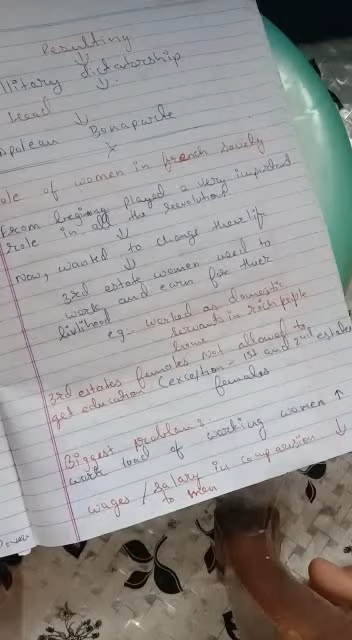 Resulting
↓
military dictatorship
↓
Head
↓
Napolean Bonaparte
×
Role of women in french society
From begining played a very important
role in all the revolutions
↓
Now, wanted to change their life
↓
3rd estate women used to
work and earn for their
livlihood
eg:- worked as domestic
servants in rich people
home
3rd estates females not allowed to
get education (exception - 1st and 2nd estates
females
Biggest problem:
work load of working women ↑
wages / salary in comparision ↓
to men